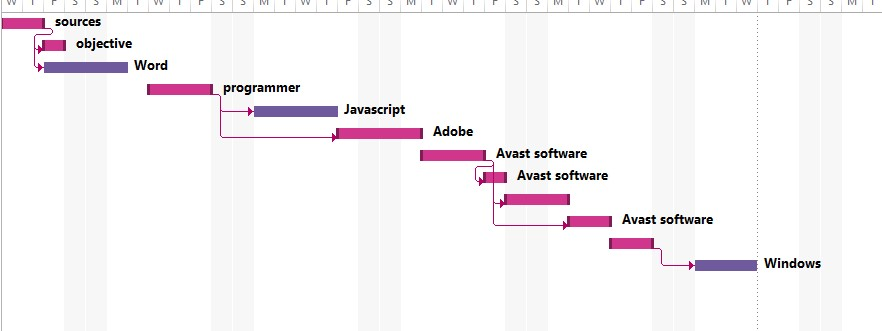 W T F S S M T W T F S S M T W T F S S M T W T F S S M T W T F S S M T W T F S S M T
sources
objective
Word
programmer
Javascript
Adobe
Avast software
Avast software
Avast software
Windows